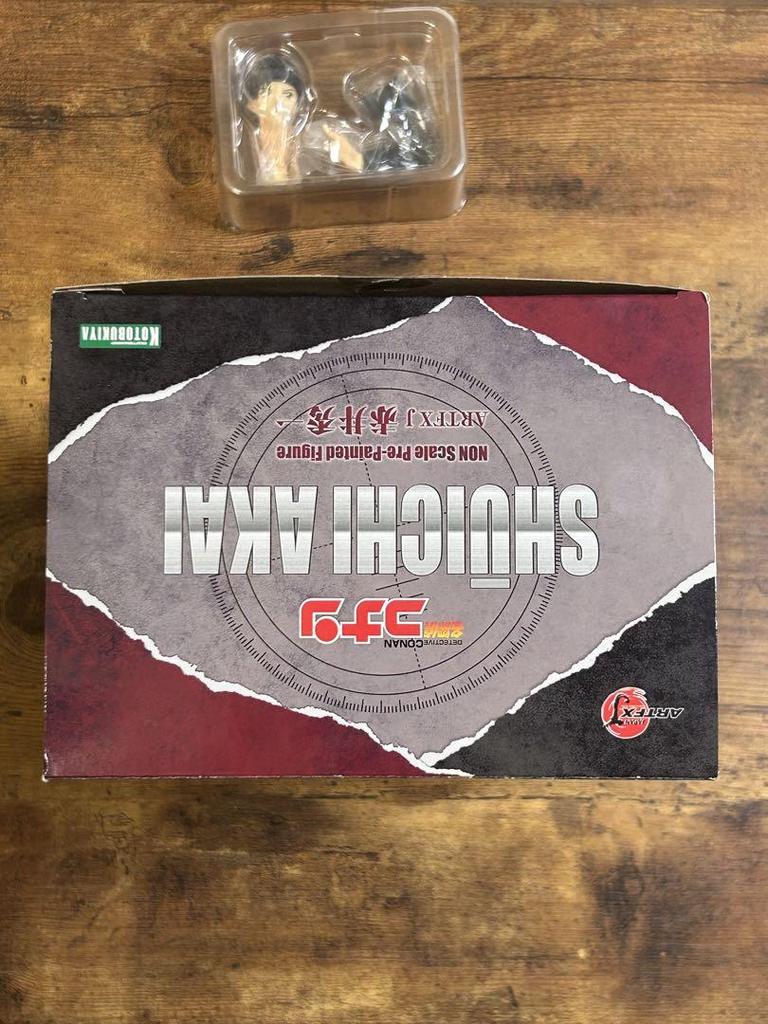 名探偵コナン
DETECTIVE CONAN
SHŪICHI AKAI
NON Scale Pre-Painted Figure
ARTFX J 赤井秀一
KOTOBUKIYA
ARTFX J
JAPAN